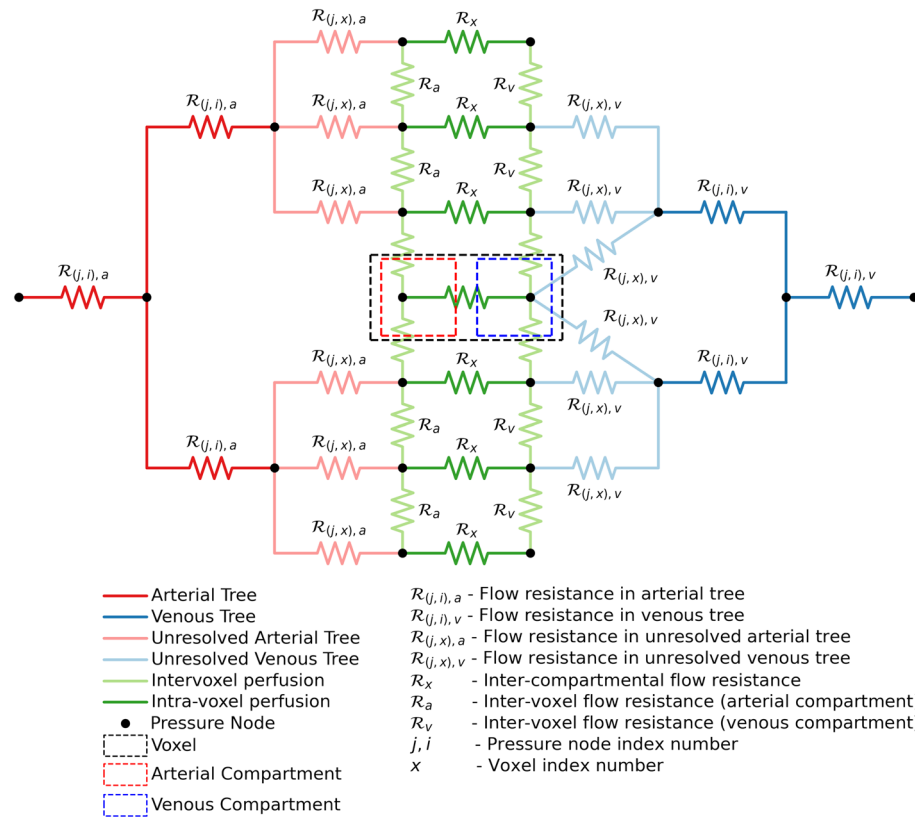 R(j, x), a
Rx
Ra
Rv
R(j, i), a
R(j, x), a
Rx
R(j, x), v
Ra
Rv
R(j, x), a
Rx
R(j, x), v
R(j, i), v
R(j, i), a
R(j, x), v
R(j, i), v
R(j, x), v
R(j, x), a
Rx
R(j, i), v
R(j, x), v
Ra
Rv
R(j, i), a
R(j, x), a
Rx
R(j, x), v
Ra
Rv
R(j, x), a
Rx
Arterial Tree
Venous Tree
Unresolved Arterial Tree
Unresolved Venous Tree
Intervoxel perfusion
Intra-voxel perfusion
Pressure Node
Voxel
Arterial Compartment
Venous Compartment
R(j, i), a - Flow resistance in arterial tree
R(j, i), v - Flow resistance in venous tree
R(j, x), a - Flow resistance in unresolved arterial tree
R(j, x), v - Flow resistance in unresolved venous tree
Rx - Inter-compartmental flow resistance
Ra - Inter-voxel flow resistance (arterial compartment
Rv - Inter-voxel flow resistance (venous compartment)
j, i - Pressure node index number
x - Voxel index number